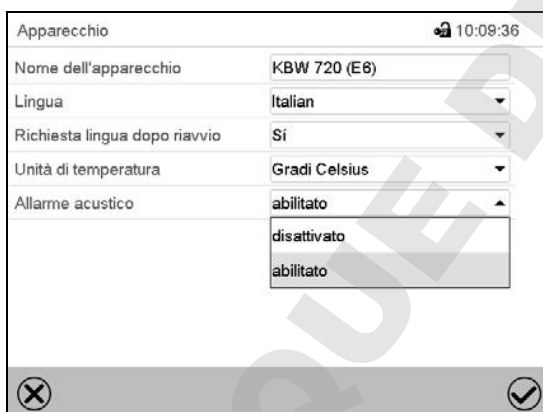 Apparecchio 10:09:36
Nome dell'apparecchio KBW 720 (E6)
Lingua Italian
Richiesta lingua dopo riavvio Sí
Unità di temperatura Gradi Celsius
Allarme acustico abilitato
disattivato
abilitato